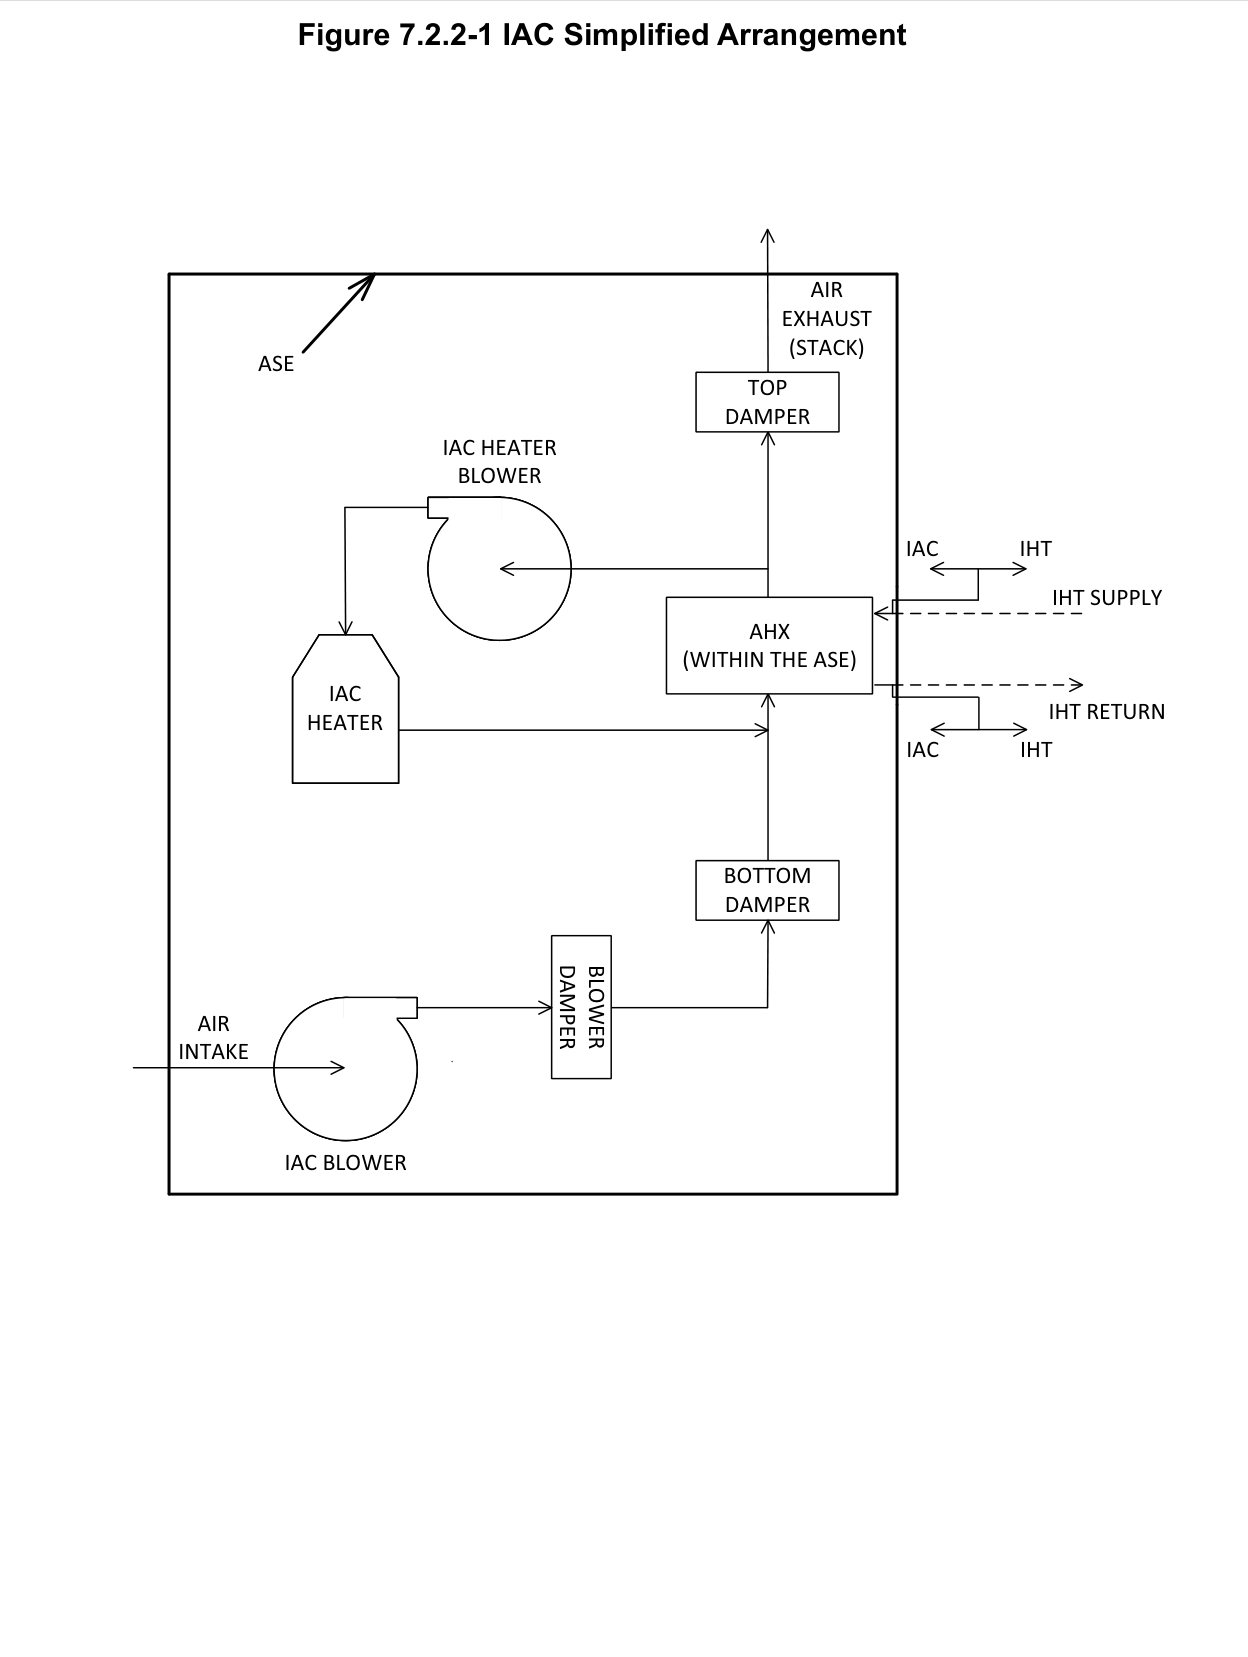 Figure 7.2.2-1 IAC Simplified Arrangement
AIR
EXHAUST
(STACK)
ASE
TOP
DAMPER
IAC HEATER
BLOWER
IAC
IHT
IHT SUPPLY
AHX
(WITHIN THE ASE)
IAC
HEATER
IHT RETURN
IAC
IHT
BOTTOM
DAMPER
BLOWER
DAMPER
AIR
INTAKE
IAC BLOWER